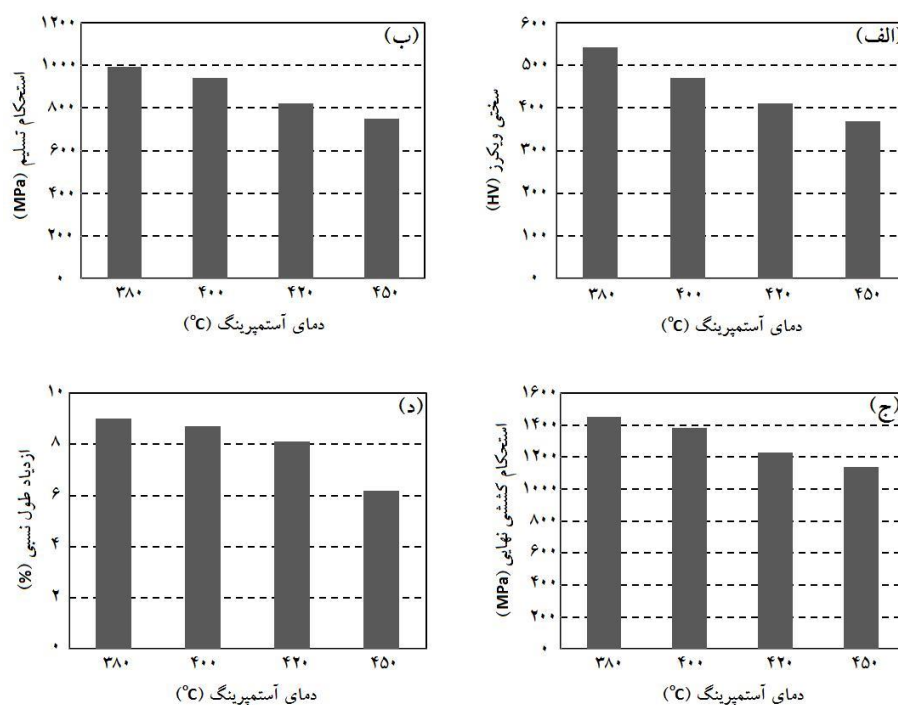 (الف)
سختی ویکرز (HV)
۶۰۰
۵۰۰
۴۰۰
۳۰۰
۲۰۰
۱۰۰
۰
۳۸۰ ۴۰۰ ۴۲۰ ۴۵۰
دمای آستمپرینگ (°C)
(ب)
استحکام تسلیم (MPa)
۱۲۰۰
۱۰۰۰
۸۰۰
۶۰۰
۴۰۰
۲۰۰
۰
۳۸۰ ۴۰۰ ۴۲۰ ۴۵۰
دمای آستمپرینگ (°C)
(ج)
استحکام کششی نهایی (MPa)
۱۶۰۰
۱۴۰۰
۱۲۰۰
۱۰۰۰
۸۰۰
۶۰۰
۴۰۰
۲۰۰
۰
۳۸۰ ۴۰۰ ۴۲۰ ۴۵۰
دمای آستمپرینگ (°C)
(د)
ازدیاد طول نسبی (%)
۱۰
۸
۶
۴
۲
۰
۳۸۰ ۴۰۰ ۴۲۰ ۴۵۰
دمای آستمپرینگ (°C)